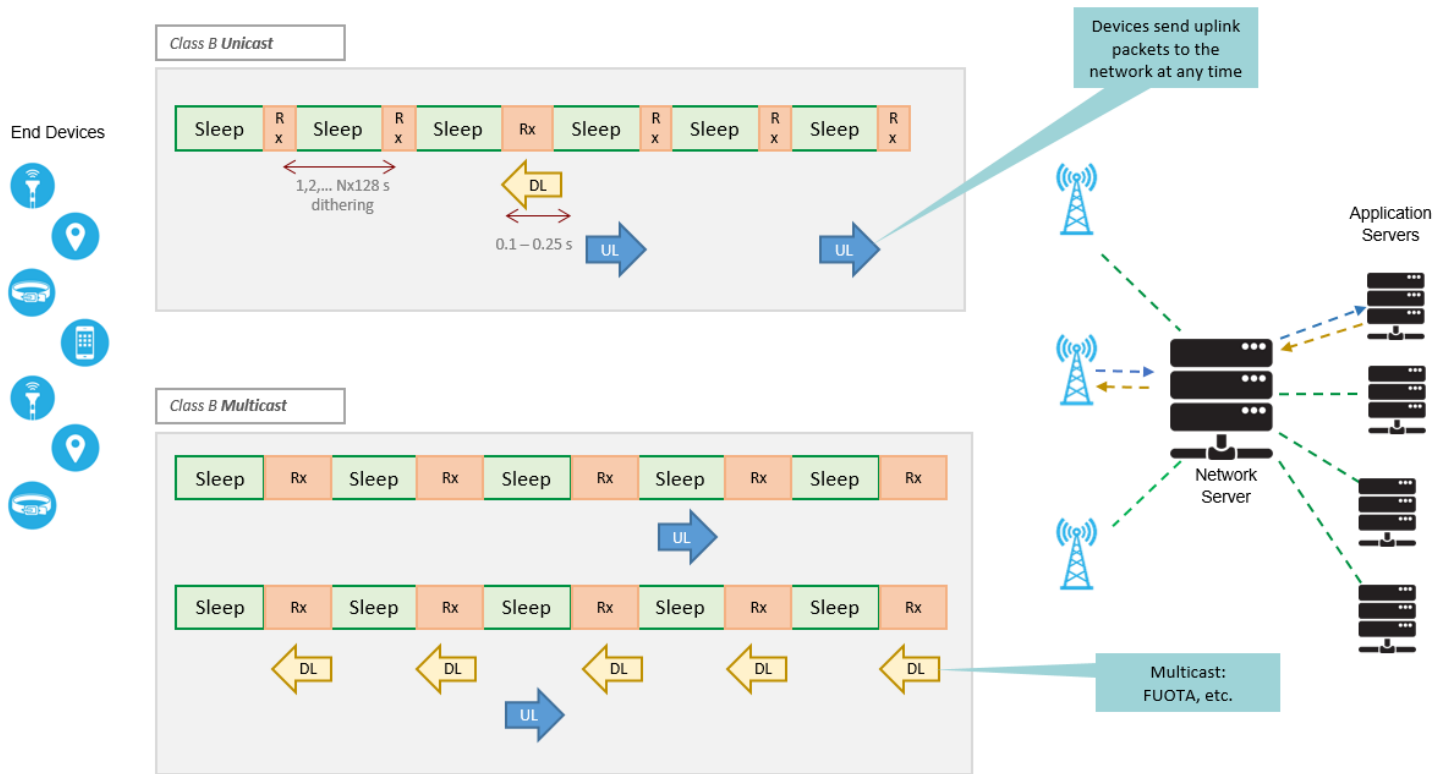 Class B Unicast
Devices send uplink
packets to the
network at any time
End Devices
Sleep
R
x
Sleep
R
x
Sleep
Rx
Sleep
R
x
Sleep
R
x
Sleep
R
x
1,2,... Nx128 s
dithering
DL
0.1 – 0.25 s
UL
UL
Application
Servers
Class B Multicast
Sleep Rx Sleep Rx Sleep Rx Sleep Rx Sleep Rx
UL
Network
Server
Sleep Rx Sleep Rx Sleep Rx Sleep Rx Sleep Rx
DL DL DL DL DL
UL
Multicast:
FUOTA, etc.